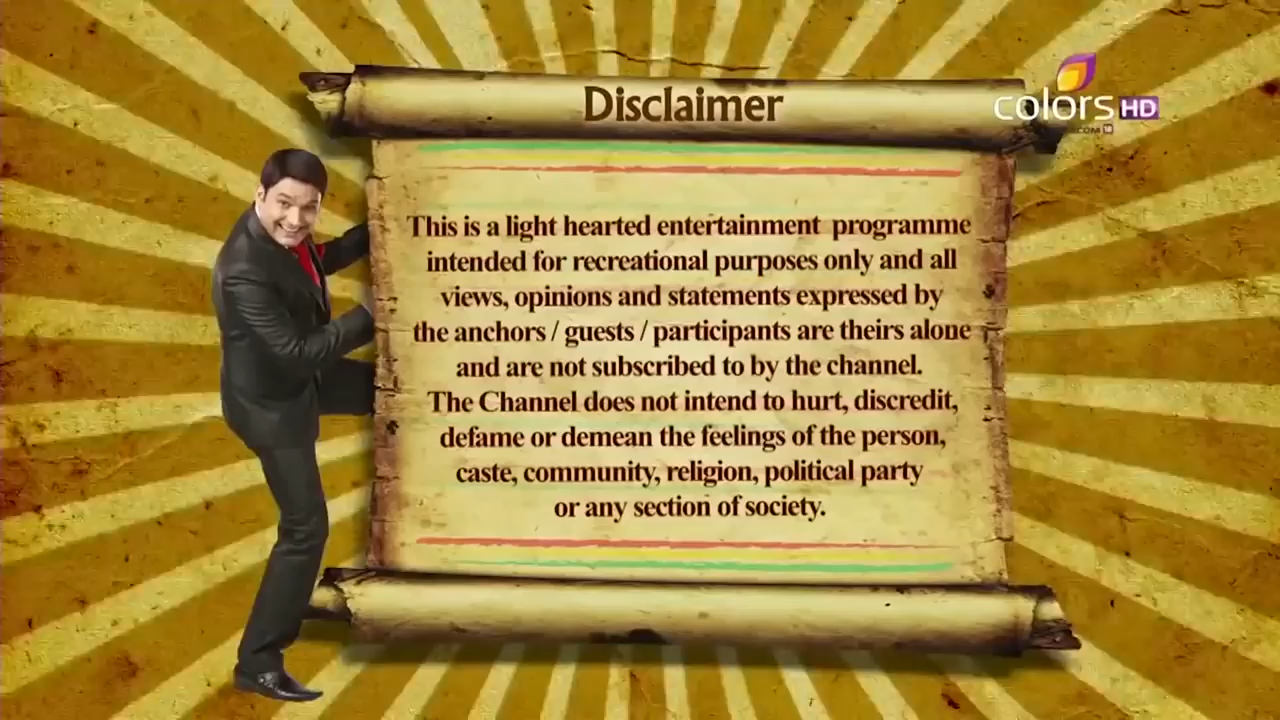 Disclaimer
colors HD
This is a light hearted entertainment programme
intended for recreational purposes only and all
views, opinions and statements expressed by
the anchors / guests / participants are theirs alone
and are not subscribed to by the channel.
The Channel does not intend to hurt, discredit,
defame or demean the feelings of the person,
caste, community, religion, political party
or any section of society.